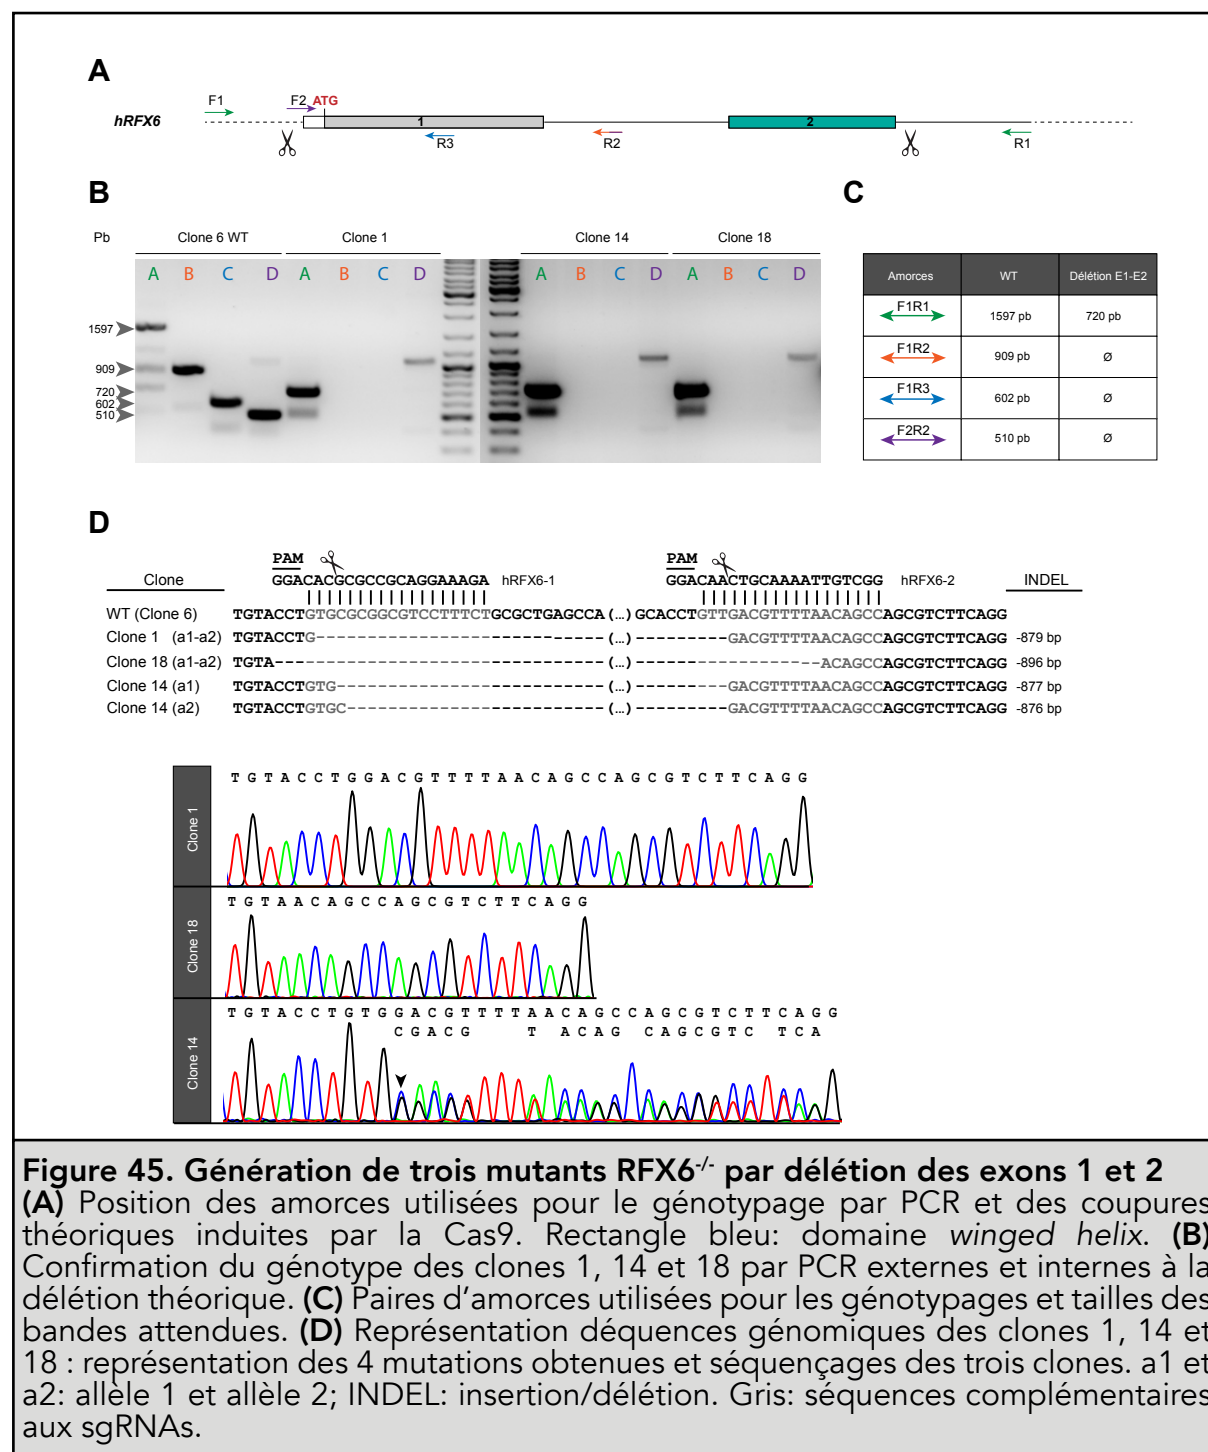 A
F1
F2 ATG
hRFX6
1
2
R3
R2
R1
B
C
Pb
Clone 6 WT
Clone 1
Clone 14
Clone 18
A B C D A B C D A B C D A B C D
1597
909
720
602
510
Amorces WT Délétion E1-E2
F1R1 1597 pb 720 pb
F1R2 909 pb Ø
F1R3 602 pb Ø
F2R2 510 pb Ø
D
PAM PAM
Clone GGACACGCGCCGCAGGAAAGA hRFX6-1 GGACAACTGCAAAATTGTCGG hRFX6-2 INDEL
WT (Clone 6) TGTACCTGTGCGCGGCGTCCTTTCTGCGCTGAGCCA(...)GCACCTGTTGACGTTTTAACAGCCAGCGTCTTCAGG
Clone 1 (a1-a2) TGTACCTG--------------------(...)---------GACGTTTTAACAGCCAGCGTCTTCAGG -879 bp
Clone 18 (a1-a2) TGTA--------------------(...)---------ACAGCCAGCGTCTTCAGG -896 bp
Clone 14 (a1) TGTACCTGTG--------------------(...)---------GACGTTTTAACAGCCAGCGTCTTCAGG -877 bp
Clone 14 (a2) TGTACCTGTGC--------------------(...)---------GACGTTTTAACAGCCAGCGTCTTCAGG -876 bp
Clone 1
T G T A C C T G G A C G T T T T A A C A G C C A G C G T C T T C A G G
Clone 18
T G T A A C A G C C A G C G T C T T C A G G
Clone 14
T G T A C C T G T G G A C G T T T T A A C A G C C A G C G T C T T C A G G
C G A C G T A C A G C A G C G T C T C A
Figure 45. Génération de trois mutants RFX6-/- par délétion des exons 1 et 2
(A) Position des amorces utilisées pour le génotypage par PCR et des coupures
théoriques induites par la Cas9. Rectangle bleu: domaine winged helix. (B)
Confirmation du génotype des clones 1, 14 et 18 par PCR externes et internes à la
délétion théorique. (C) Paires d'amorces utilisées pour les génotypages et tailles des
bandes attendues. (D) Représentation déquences génomiques des clones 1, 14 et
18 : représentation des 4 mutations obtenues et séquençages des trois clones. a1 et
a2: allèle 1 et allèle 2; INDEL: insertion/délétion. Gris: séquences complémentaires
aux sgRNAs.